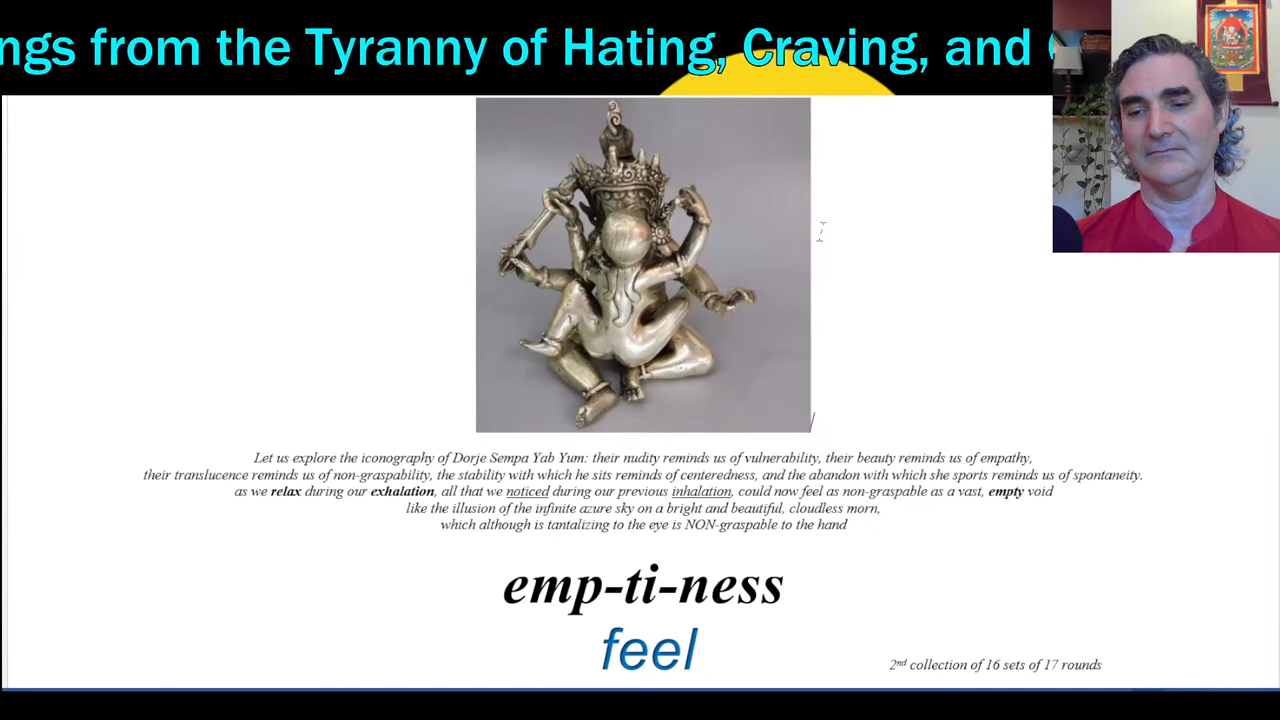 ngs from the Tyranny of Hating, Craving, and
Let us explore the iconography of Dorje Sempa Yab Yum: their nudity reminds us of vulnerability, their beauty reminds us of empathy,
their translucence reminds us of non-graspability, the stability with which he sits reminds of centeredness, and the abandon with which she sports reminds us of spontaneity.
as we relax during our exhalation, all that we noticed during our previous inhalation, could now feel as non-graspable as a vast, empty void
like the illusion of the infinite azure sky on a bright and beautiful, cloudless morn,
which although is tantalizing to the eye is NON-graspable to the hand
emp-ti-ness
feel
2nd collection of 16 sets of 17 rounds